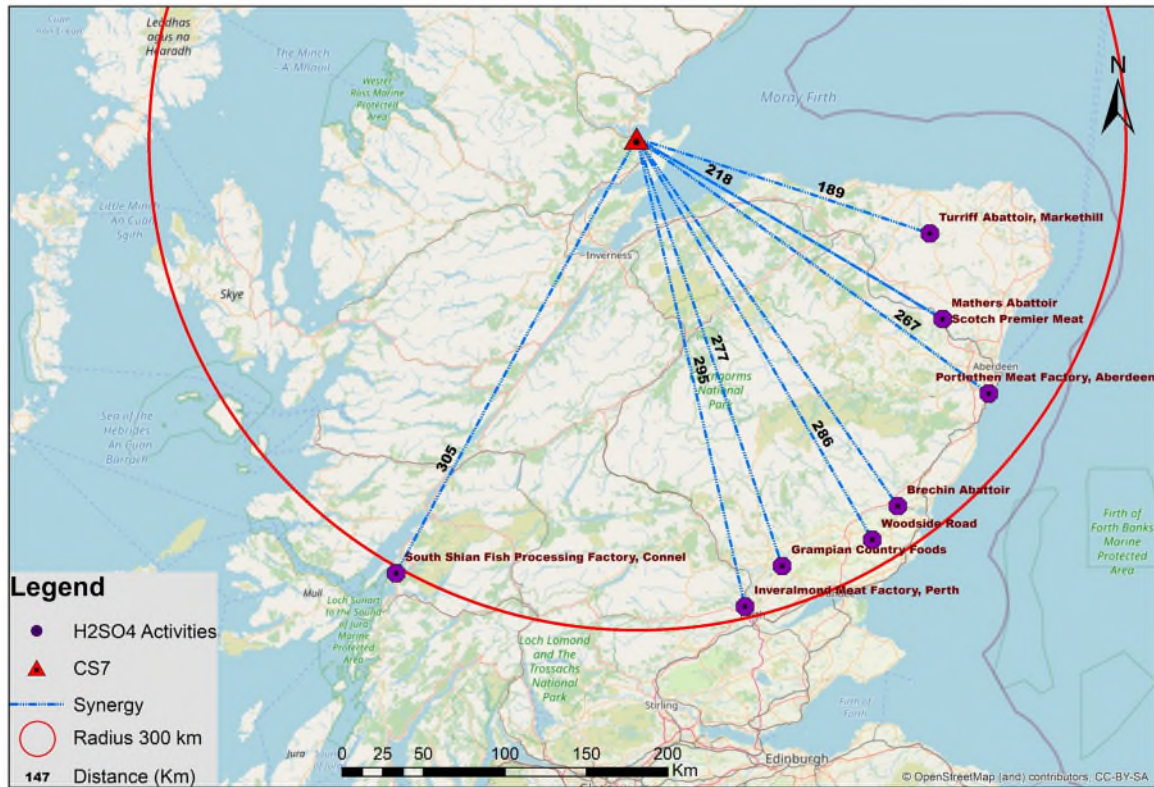 Cuan
nan Eilean
Leòdhas
agus na
Hearadh
The Minch
- A' Mhaoil
Wester
Ross Marine
Protected
Area
Moray Firth
N
218
189
Turriff Abattoir, Markethill
Little Minch
An Cuan
Sgith
Inverness
Skye
Mathers Abattoir
Scotch Premier Meat
267
Aberdeen
277
295
National
Park
Portlethen Meat Factory, Aberdeen
Sea of the
Hebrides
An Cuan
Barrach
286
305
Brechin Abattoir
Woodside Road
Firth of
Forth Banks
Marine
Protected
Area
South Shian Fish Processing Factory, Connel
Grampian Country Foods
Legend
Mull
Loch Sunart
to the Sound
of Jura
Marine
Protected
Area
Inveralmond Meat Factory, Perth
H2SO4 Activities
CS7
Loch Lomond
and The
Trossachs
National
Park
Synergy
Stirling
Firth of
Forth
Radius 300 km
Jura
0 25 50 100 150 200
Km
Edinburgh
147 Distance (Km)
© OpenStreetMap (and) contributors, CC-BY-SA